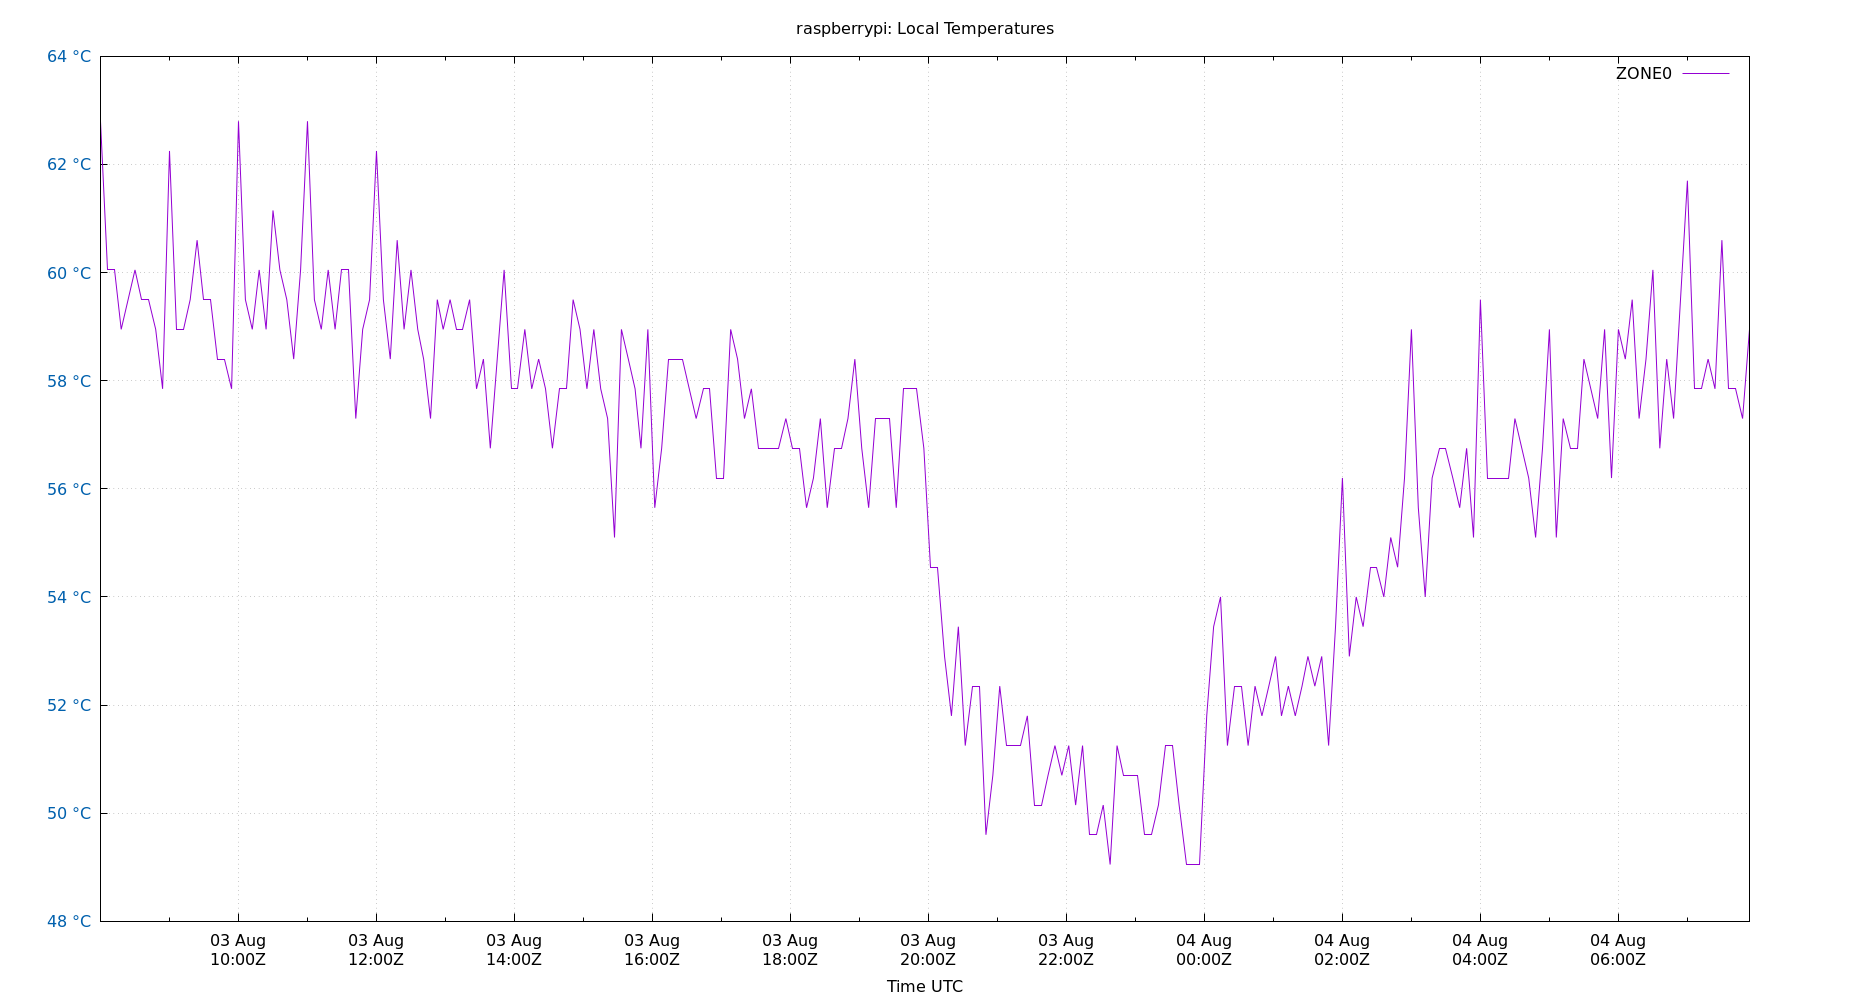 raspberrypi: Local Temperatures
64 °C
ZONE0
62 °C
60 °C
58 °C
56 °C
54 °C
52 °C
50 °C
48 °C
03 Aug 03 Aug 03 Aug 03 Aug 03 Aug 03 Aug 03 Aug 04 Aug 04 Aug 04 Aug 04 Aug
10:00Z 12:00Z 14:00Z 16:00Z 18:00Z 20:00Z 22:00Z 00:00Z 02:00Z 04:00Z 06:00Z
Time UTC